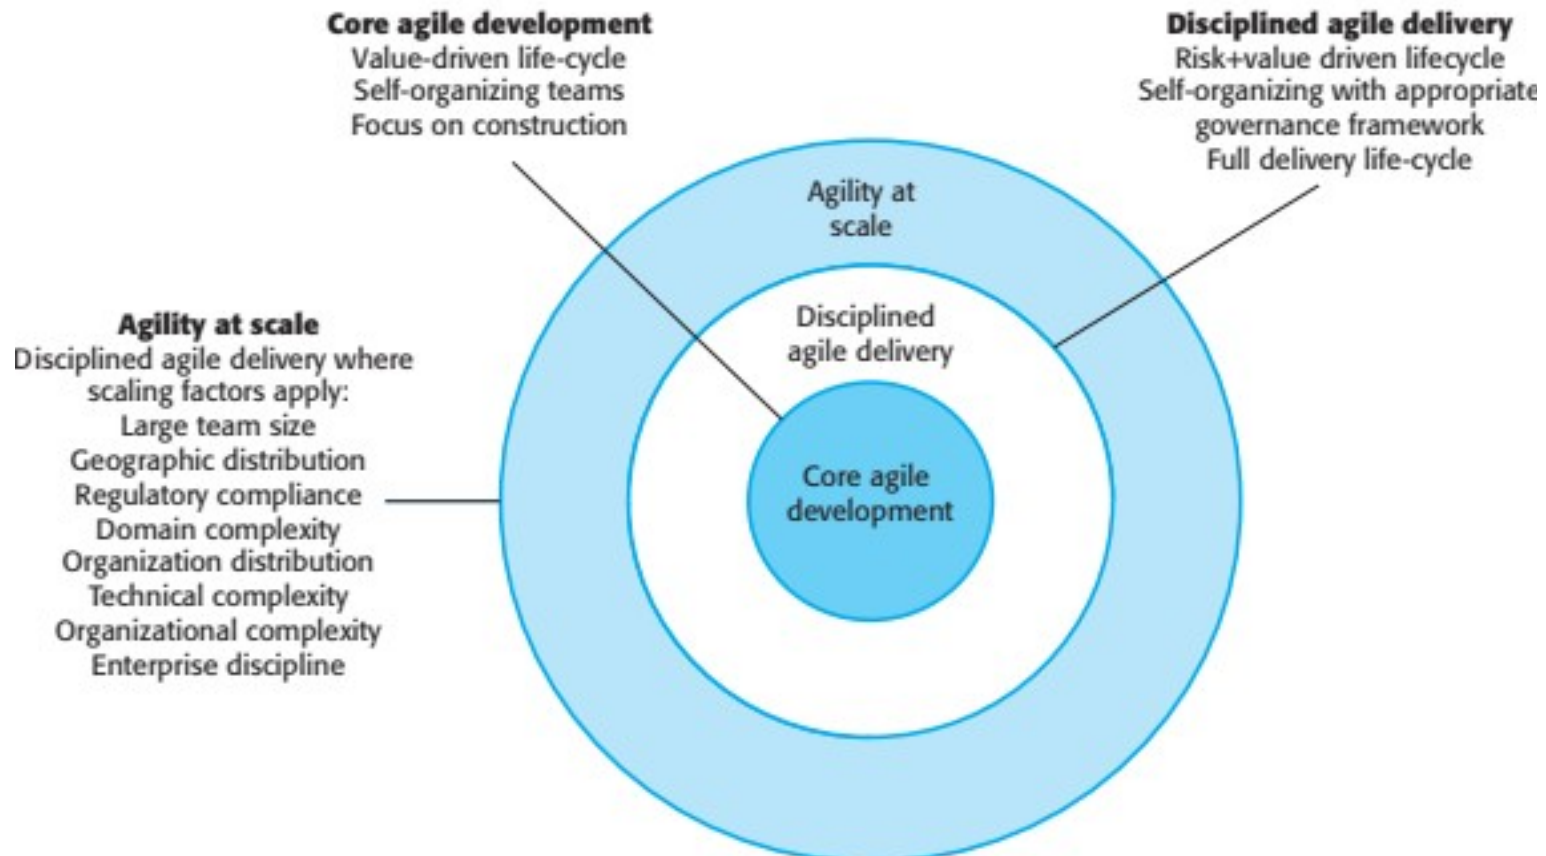 Core agile development
Value-driven life-cycle
Self-organizing teams
Focus on construction
Disciplined agile delivery
Risk+value driven lifecycle
Self-organizing with appropriate
governance framework
Full delivery life-cycle
Agility at scale
Disciplined agile delivery where
scaling factors apply:
Large team size
Geographic distribution
Regulatory compliance
Domain complexity
Organization distribution
Technical complexity
Organizational complexity
Enterprise discipline
Agility at
scale
Disciplined
agile delivery
Core agile
development